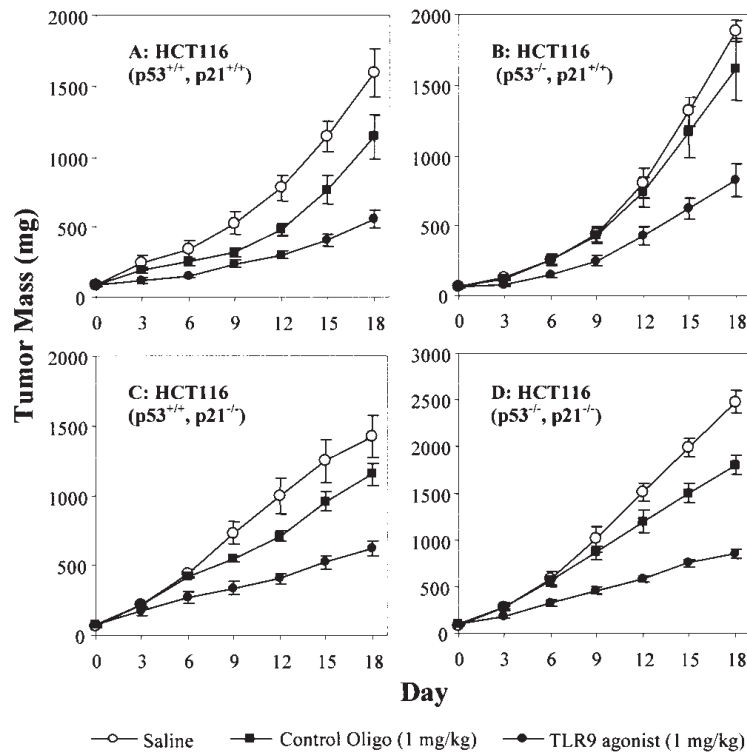 A: HCT116
(p53+/+, p21+/+)
2000
1500
1000
500
0
0 3 6 9 12 15 18
B: HCT116
(p53-/-, p21+/+)
2000
1500
1000
500
0
0 3 6 9 12 15 18
Tumor Mass (mg)
C: HCT116
(p53+/+, p21-/-)
2000
1500
1000
500
0
0 3 6 9 12 15 18
D: HCT116
(p53-/-, p21-/-)
3000
2500
2000
1500
1000
500
0
0 3 6 9 12 15 18
Day
Saline Control Oligo (1 mg/kg) TLR9 agonist (1 mg/kg)